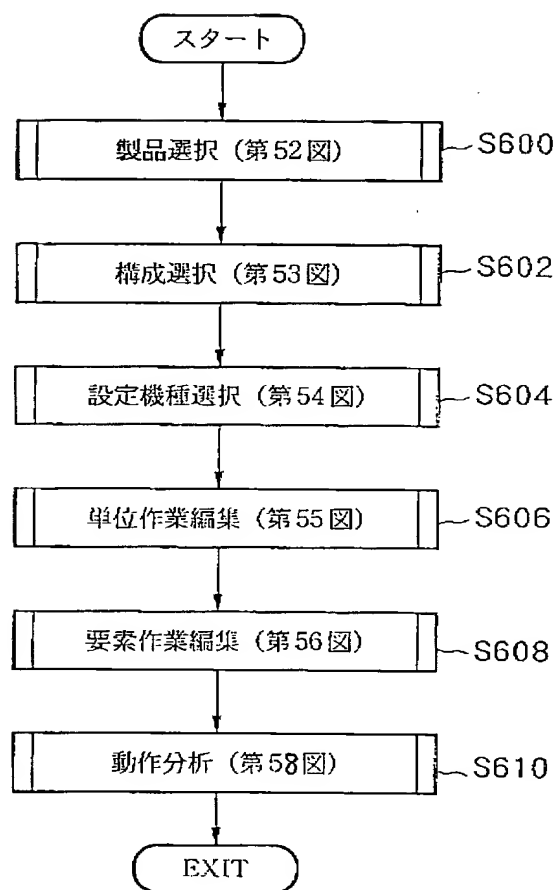 スタート
製品選択（第52図） S600
構成選択（第53図） S602
設定機種選択（第54図） S604
単位作業編集（第55図） S606
要素作業編集（第56図） S608
動作分析（第58図） S610
EXIT